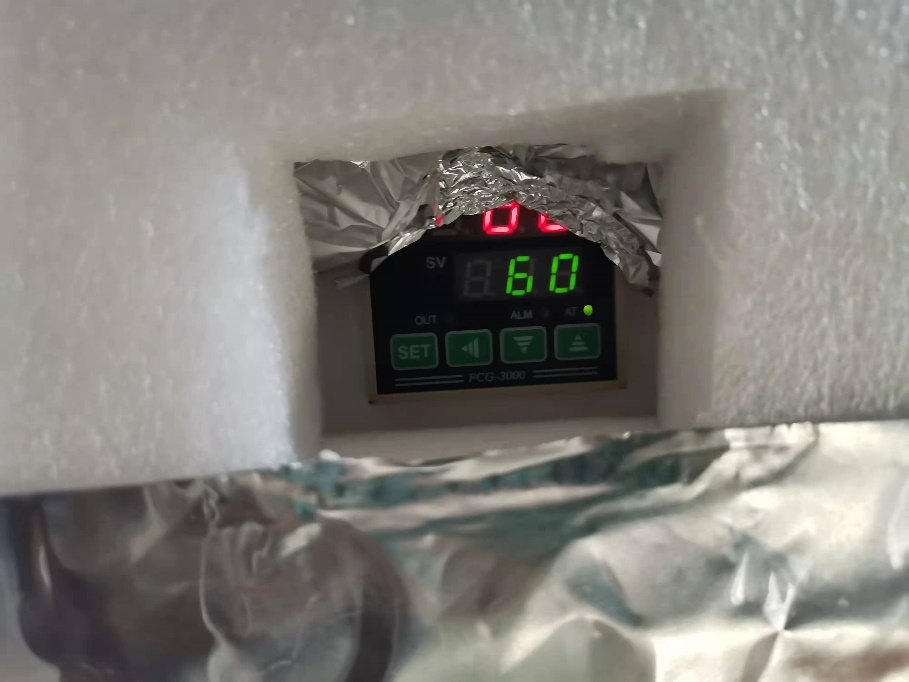 SV 60
OUT ALM AT
SET
FCG-3000